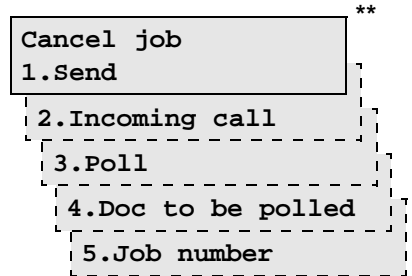 **
Cancel job
1.Send
2.Incoming call
3.Poll
4.Doc to be polled
5.Job number